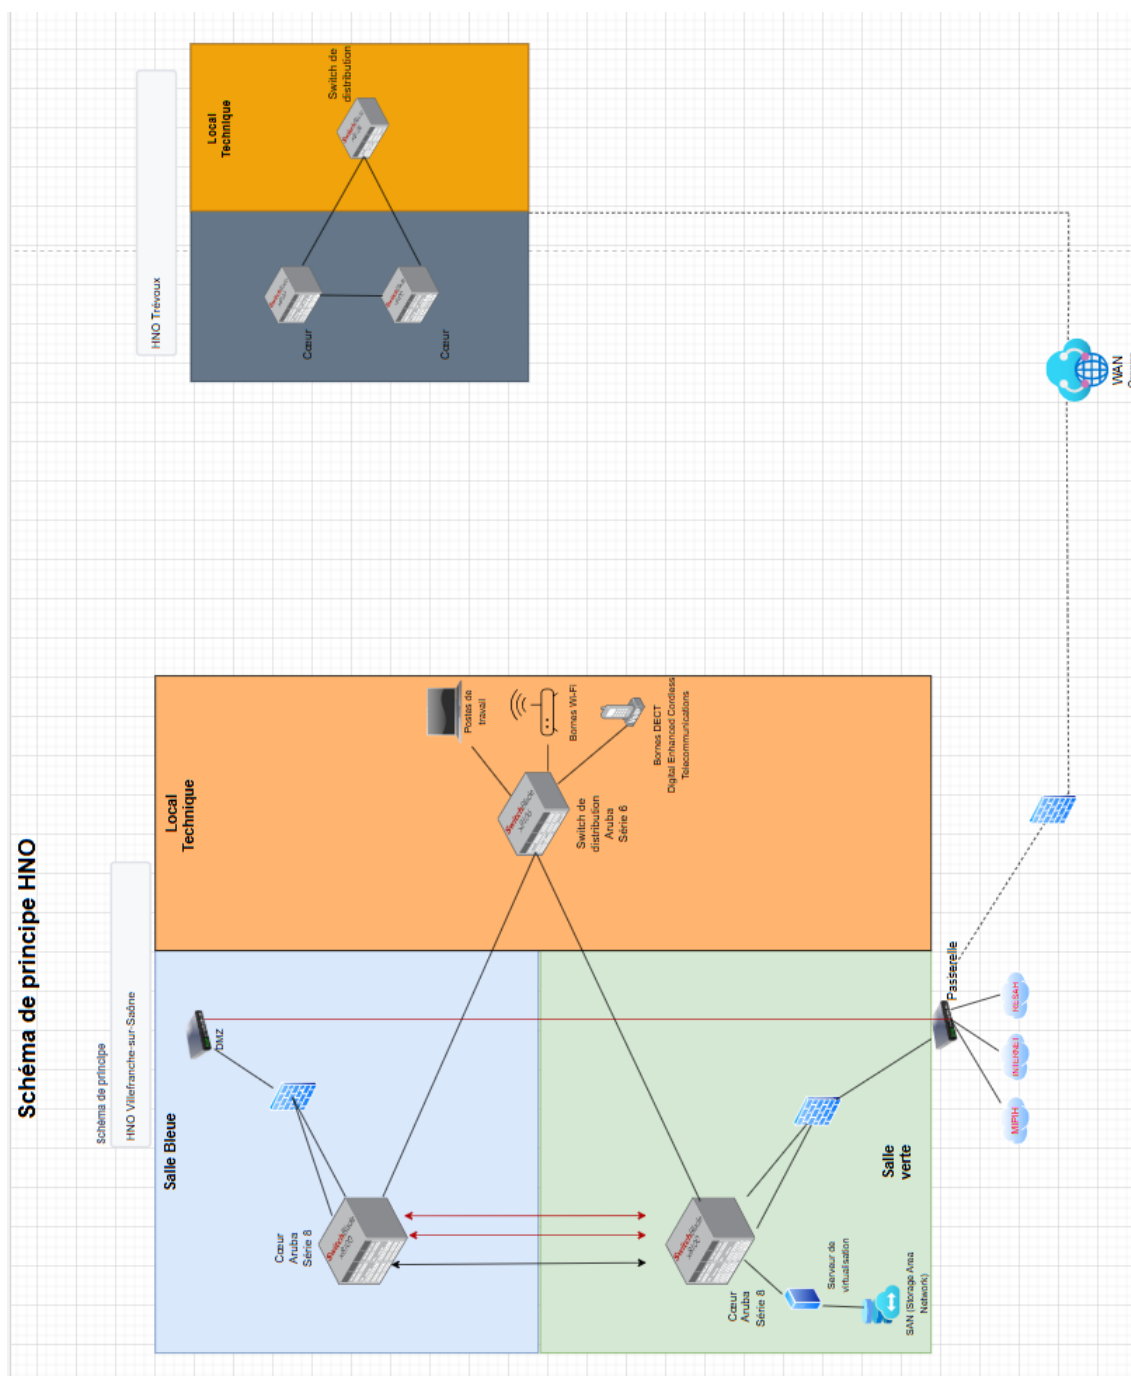 Schéma de principe HNO
Schéma de principe
HNO Villefranche-sur-Saône
Salle Bleue
DMZ
Cœur
Aruba
Série 8
Salle
verte
Cœur
Aruba
Série 8
Serveur de
virtualisation
SAN (Storage Area
Network)
Local
Technique
Postes de
travail
Bornes Wi-Fi
Bornes DECT
Digital Enhanced Cordless
Telecommunications
Switch de
distribution
Aruba
Série 6
Passerelle
MIPIH
INTERNET
RESAH
HNO Trévoux
Local
Technique
Switch de
distribution
Cœur
Cœur
WAN